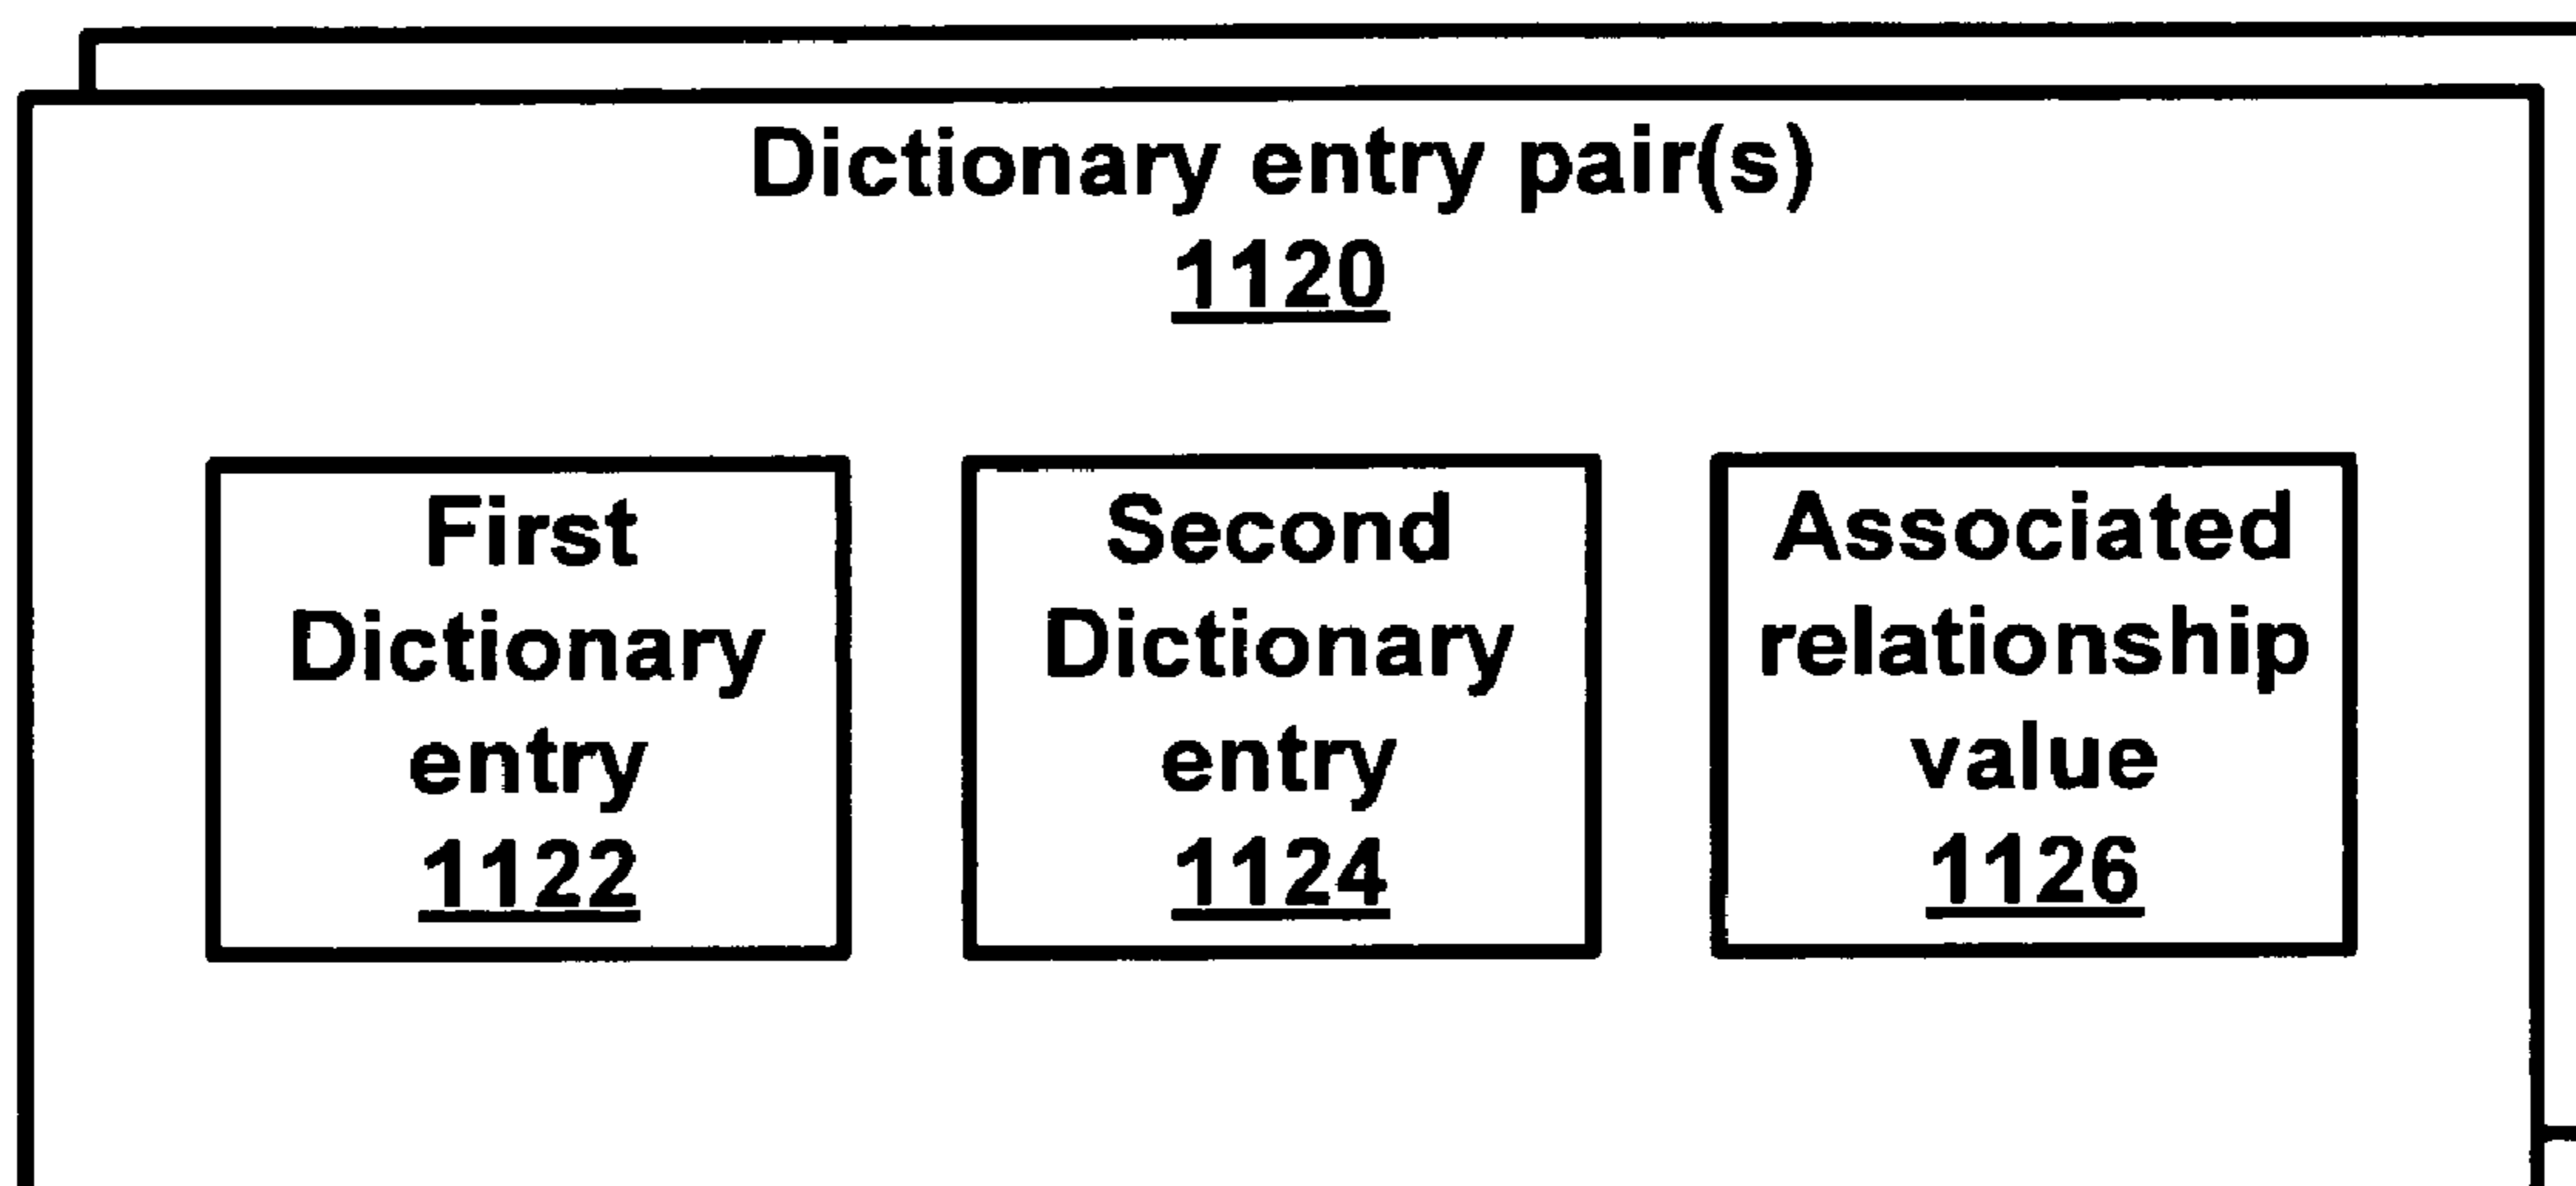 Dictionary entry pair(s)
1120
First
Dictionary
entry
1122
Second
Dictionary
entry
1124
Associated
relationship
value
1126